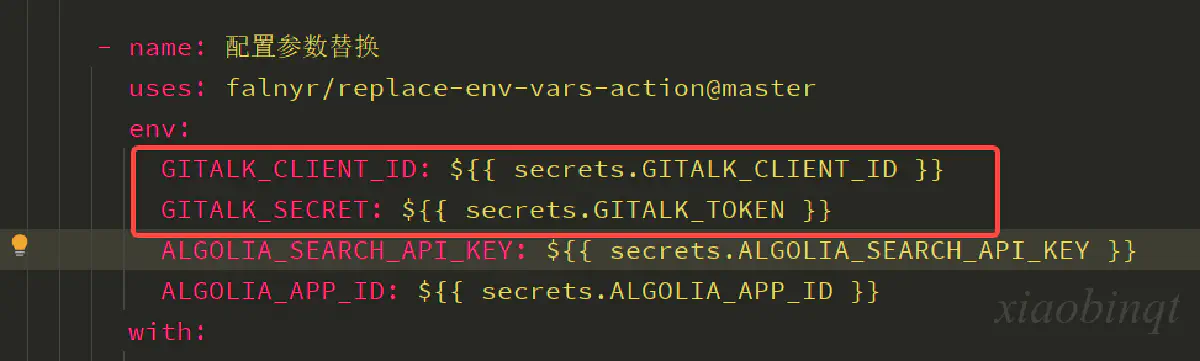 - name: 配置参数替换
uses: falnyr/replace-env-vars-action@master
env:
GITALK_CLIENT_ID: ${{ secrets.GITALK_CLIENT_ID }}
GITALK_SECRET: ${{ secrets.GITALK_TOKEN }}
ALGOLIA_SEARCH_API_KEY: ${{ secrets.ALGOLIA_SEARCH_API_KEY }}
ALGOLIA_APP_ID: ${{ secrets.ALGOLIA_APP_ID }}
with:
xiaobinqt